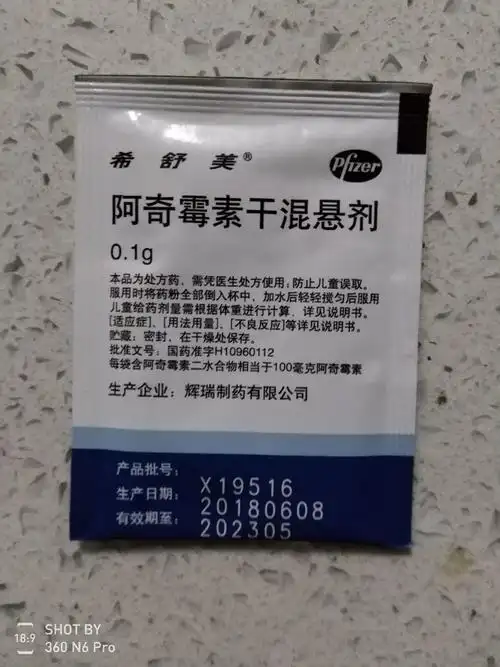 希舒美®
Pfizer
阿奇霉素干混悬剂
0.1g
本品为处方药，需凭医生处方使用；防止儿童误取。
服用时将药粉全部倒入杯中，加水后轻轻搅匀后服用
儿童给药剂量需根据体重进行计算，详见说明书。
[适应症]、[用法用量]、[不良反应]等详见说明书。
贮藏：密封，在干燥处保存。
批准文号：国药准字H10960112
每袋含阿奇霉素二水合物相当于100毫克阿奇霉素
生产企业：辉瑞制药有限公司
产品批号： X19516
生产日期： 20180608
有效期至： 202305
18:9
SHOT BY
360 N6 Pro